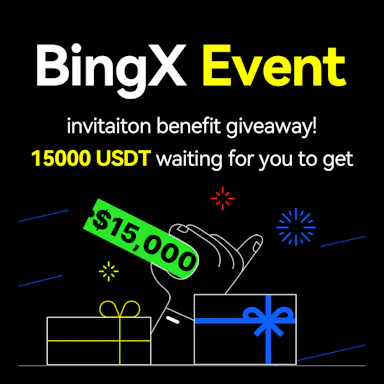 BingX Event
invitaiton benefit giveaway!
15000 USDT waiting for you to get
$15,000